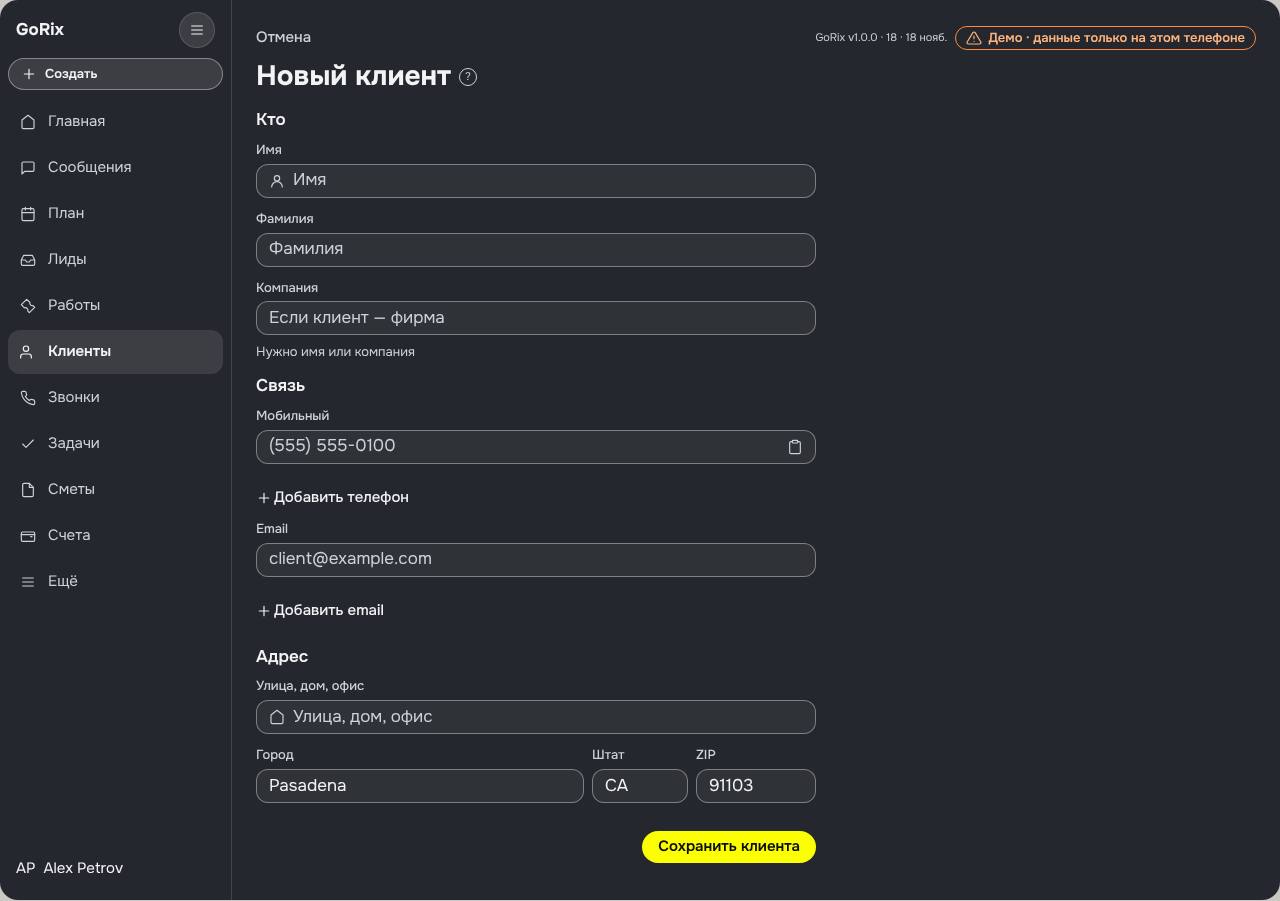 GoRix
Создать
Главная
Сообщения
План
Лиды
Работы
Клиенты
Звонки
Задачи
Сметы
Счета
Ещё
AP Alex Petrov
Отмена
GoRix v1.0.0 · 18 · 18 нояб.
Демо · данные только на этом телефоне
Новый клиент ?
Кто
Имя
Имя
Фамилия
Фамилия
Компания
Если клиент — фирма
Нужно имя или компания
Связь
Мобильный
(555) 555-0100
+ Добавить телефон
Email
client@example.com
+ Добавить email
Адрес
Улица, дом, офис
Улица, дом, офис
Город Штат ZIP
Pasadena CA 91103
Сохранить клиента